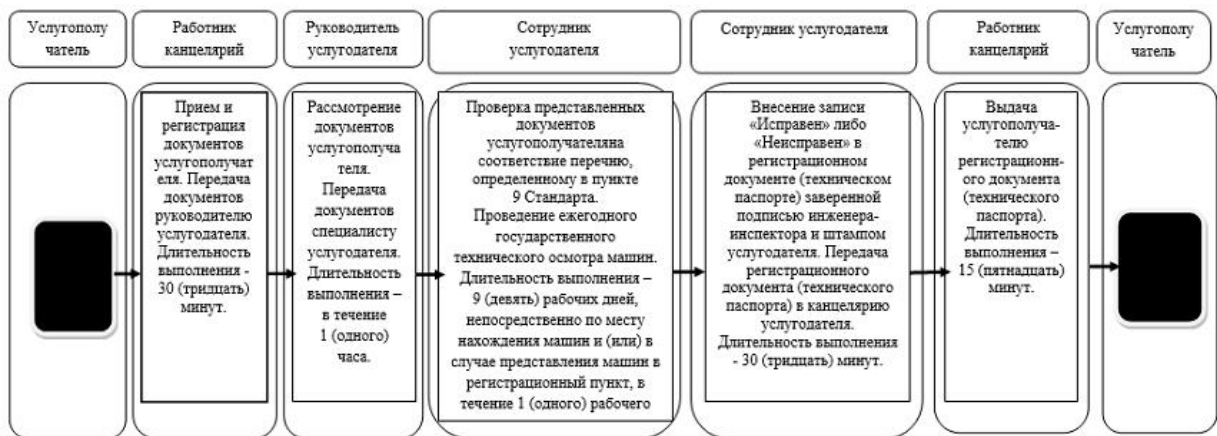 Услугополу
чатель
Работник
канцелярий
Руководитель
услугодателя
Сотрудник
услугодателя
Сотрудник услугодателя
Работник
канцелярий
Услугополу
чатель
Прием и
регистрация
документов
услугополучат
еля. Передача
документов
руководителю
услугодателя.
Длительность
выполнения -
30 (тридцать)
минут.
Рассмотрение
документов
услугополуча
теля.
Передача
документов
специалисту
услугодателя.
Длительность
выполнения –
в течение
1 (одного)
часа.
Проверка представленных
документов
услугополучателяна
соответствие перечню,
определенному в пункте
9 Стандарта.
Проведение ежегодного
государственного
технического осмотра машин.
Длительность выполнения –
9 (девять) рабочих дней,
непосредственно по месту
нахождения машин и (или) в
случае представления машин в
регистрационный пункт, в
течение 1 (одного) рабочего
Внесение записи
«Исправен» либо
«Неисправен» в
регистрационном
документе (техническом
паспорте) заверенной
подписью инженера-
инспектора и штампом
услугодателя. Передача
регистрационного
документа (технического
паспорта) в канцелярию
услугодателя.
Длительность выполнения
- 30 (тридцать) минут.
Выдача
услугополуча-
телю
регистрацион-
ного документа
(технического
паспорта).
Длительность
выполнения –
15 (пятнадцать)
минут.